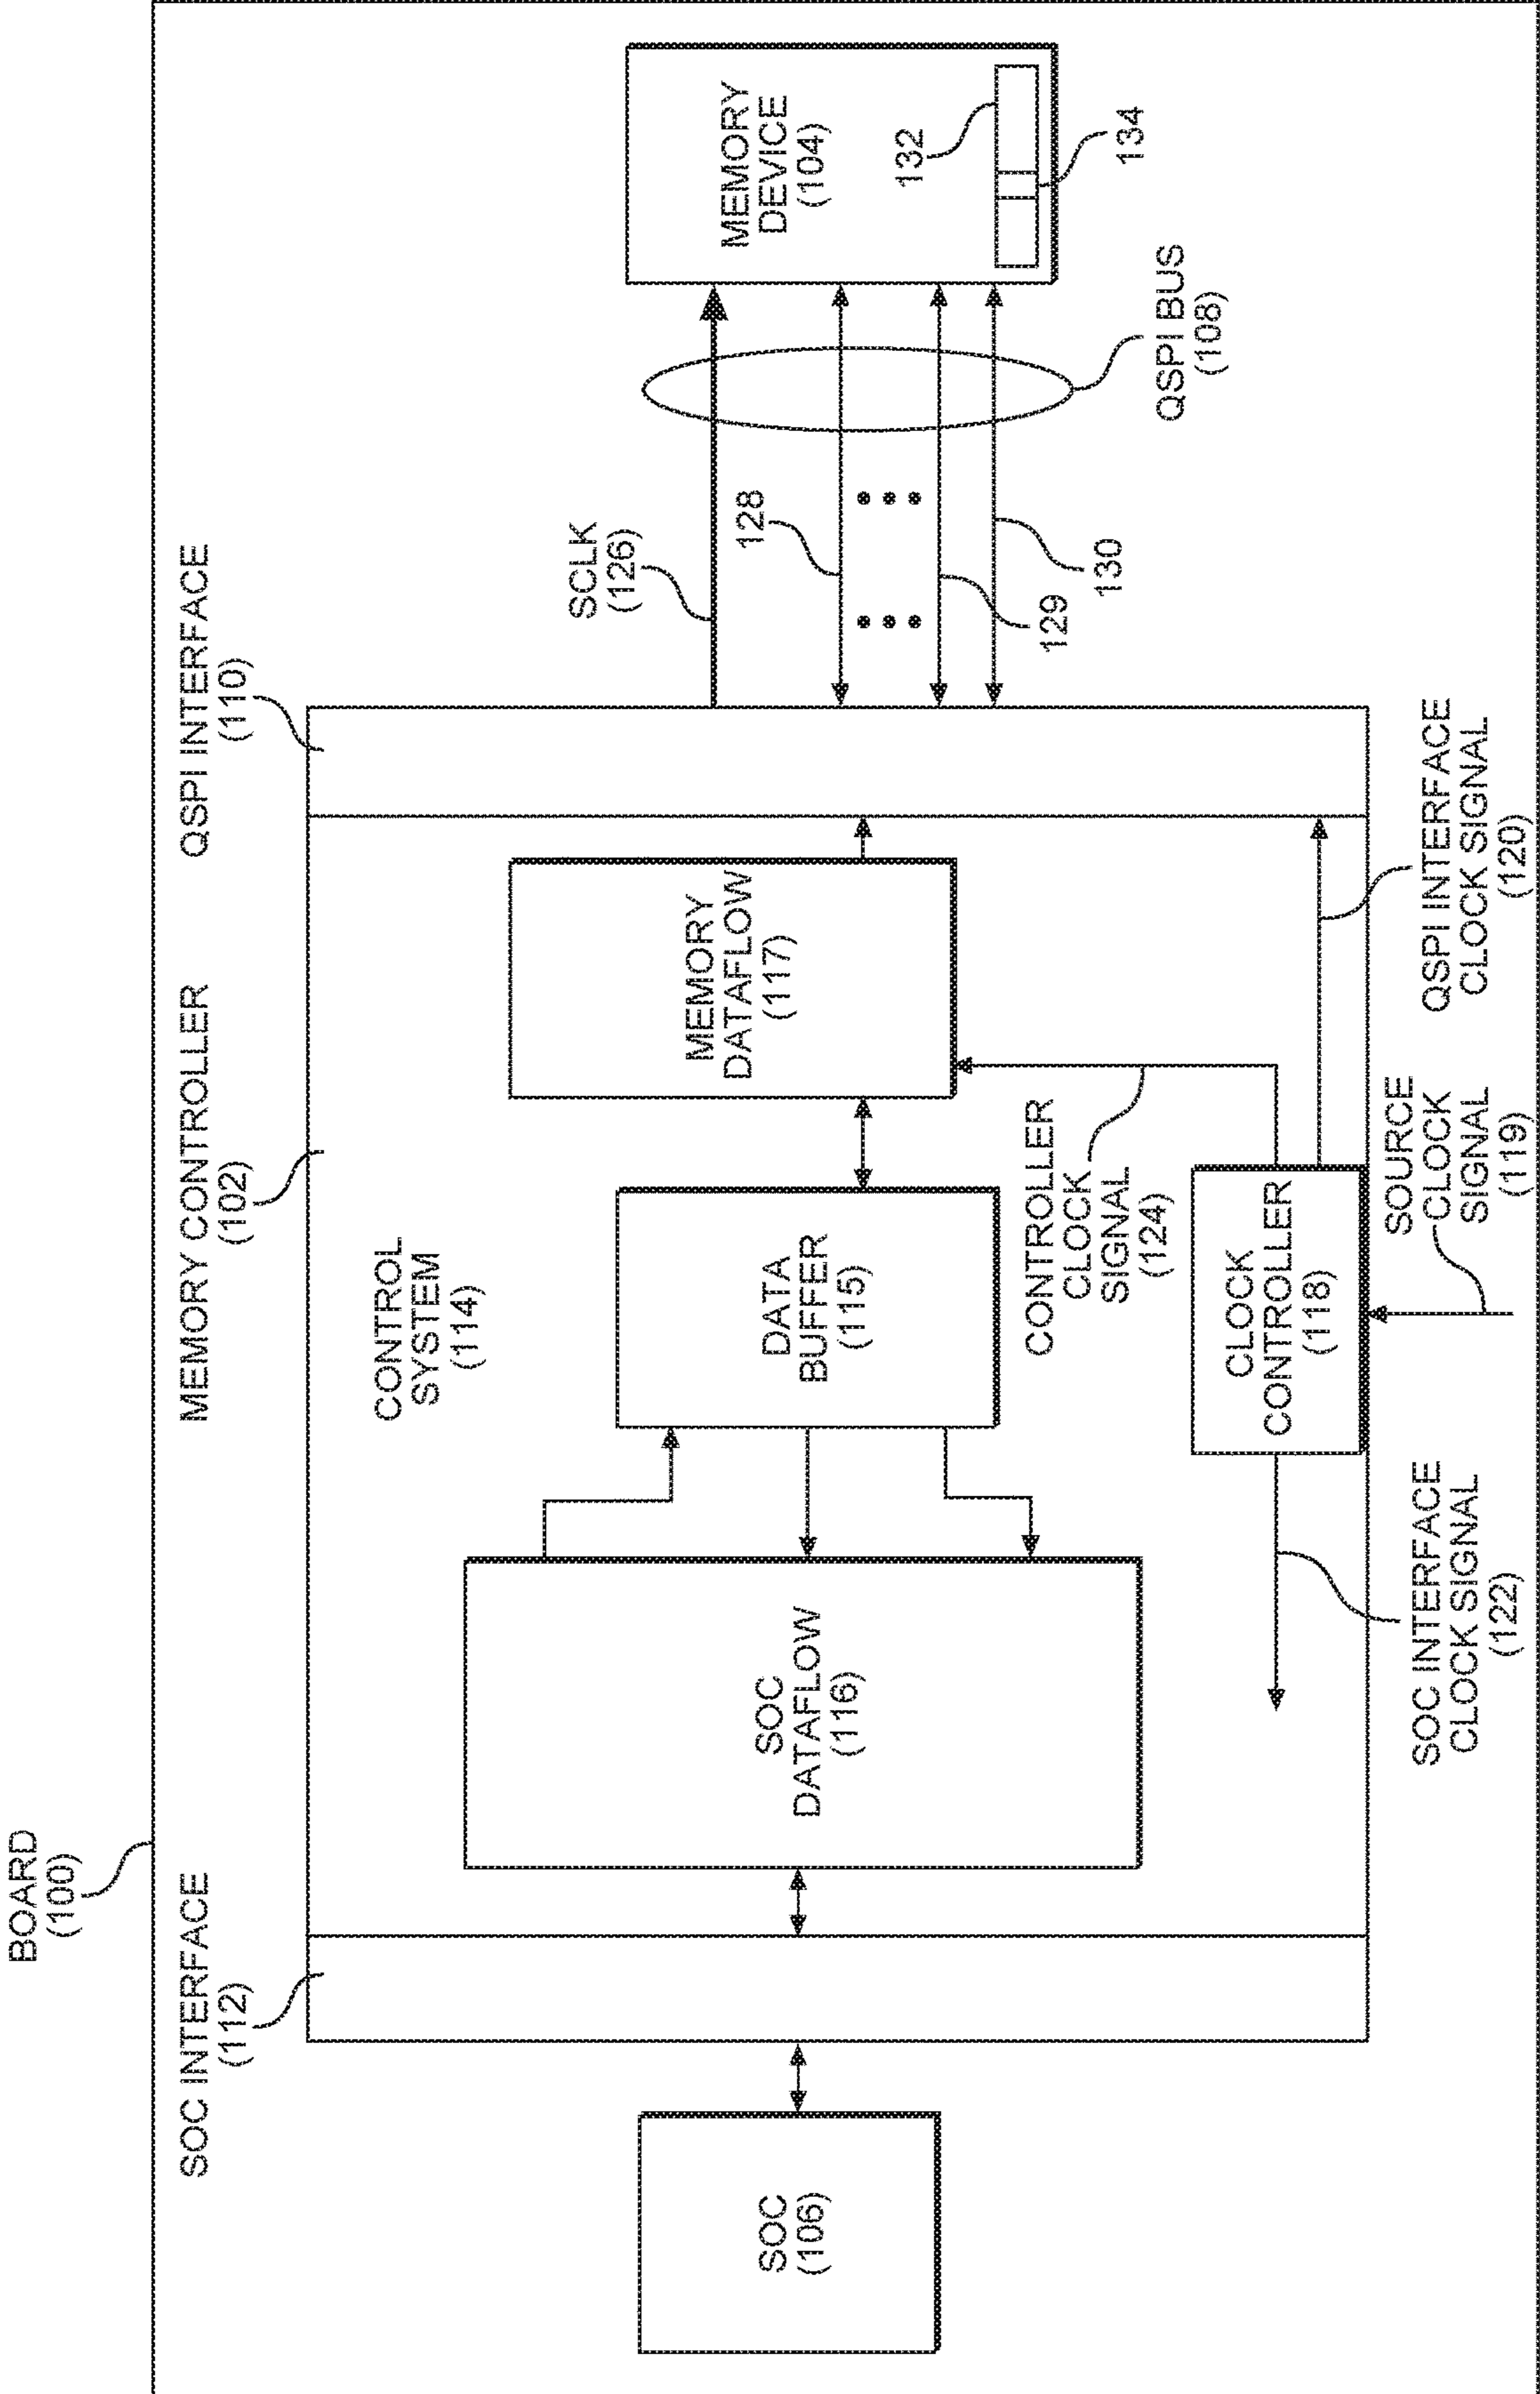 BOARD
(100)
SOC INTERFACE
(112)
MEMORY CONTROLLER
(102)
QSPI INTERFACE
(110)
SOC
(106)
SOC
DATAFLOW
(116)
CONTROL
SYSTEM
(114)
DATA
BUFFER
(115)
MEMORY
DATAFLOW
(117)
CONTROLLER
CLOCK
SIGNAL
(124)
CLOCK
CONTROLLER
(118)
SCLK
(126)
128
129
130
MEMORY
DEVICE
(104)
132
134
QSPI BUS
(108)
SOC INTERFACE
CLOCK SIGNAL
(122)
SOURCE
CLOCK
SIGNAL
(119)
QSPI INTERFACE
CLOCK SIGNAL
(120)